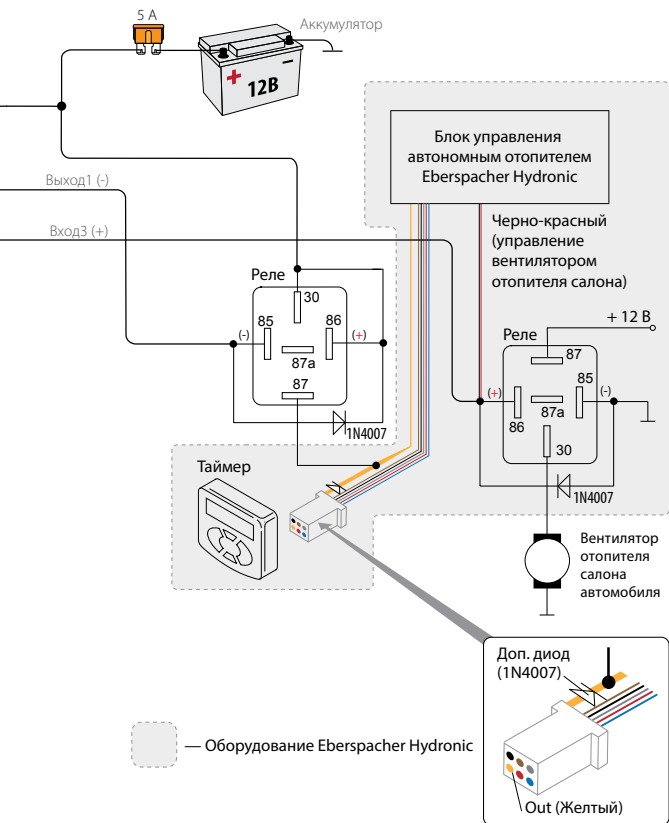 5 А
Аккумулятор
+
−
12В
Блок управления
автономным отопителем
Eberspacher Hydronic
Выход1 (-)
Вход3 (+)
Черно-красный
(управление
вентилятором
отопителя салона)
Реле
30
85
86
(-)
(+)
87a
87
1N4007
+ 12 В
Реле
87
85
(+)
(-)
86
87a
30
1N4007
Таймер
Вентилятор
отопителя
салона
автомобиля
Доп. диод
(1N4007)
Out (Желтый)
— Оборудование Eberspacher Hydronic